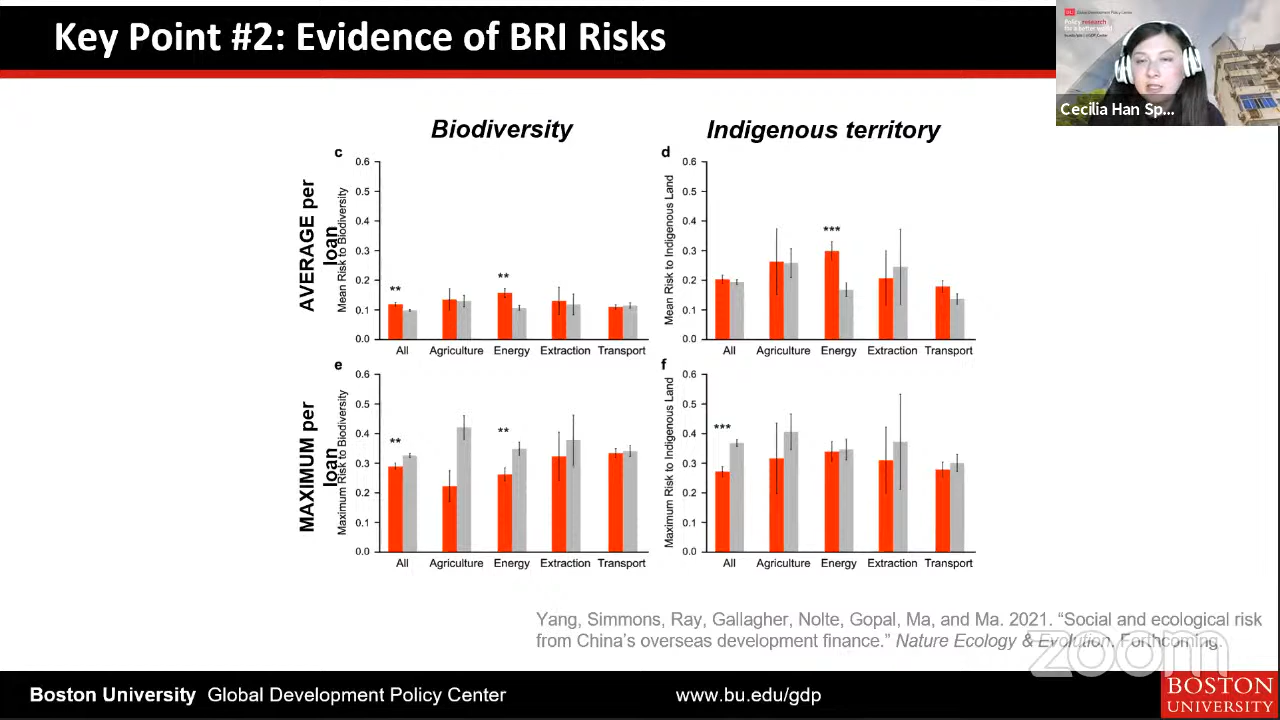 Key Point #2: Evidence of BRI Risks
Cecilia Han Sp...
Biodiversity
Indigenous territory
AVERAGE per
loan
c
Mean Risk to Biodiversity
0.6
0.5
0.4
0.3
0.2
0.1
0.0
**
**
All Agriculture Energy Extraction Transport
d
Mean Risk to Indigenous Land
0.6
0.5
0.4
0.3
0.2
0.1
0.0
***
All Agriculture Energy Extraction Transport
MAXIMUM per
loan
e
Maximum Risk to Biodiversity
0.6
0.5
0.4
0.3
0.2
0.1
0.0
**
**
All Agriculture Energy Extraction Transport
f
Maximum Risk to Indigenous Land
0.6
0.5
0.4
0.3
0.2
0.1
0.0
***
All Agriculture Energy Extraction Transport
Yang, Simmons, Ray, Gallagher, Nolte, Gopal, Ma, and Ma. 2021. “Social and ecological risk
from China’s overseas development finance.” Nature Ecology & Evolution. Forthcoming.
zoom
Boston University Global Development Policy Center
www.bu.edu/gdp
BOSTON
UNIVERSITY